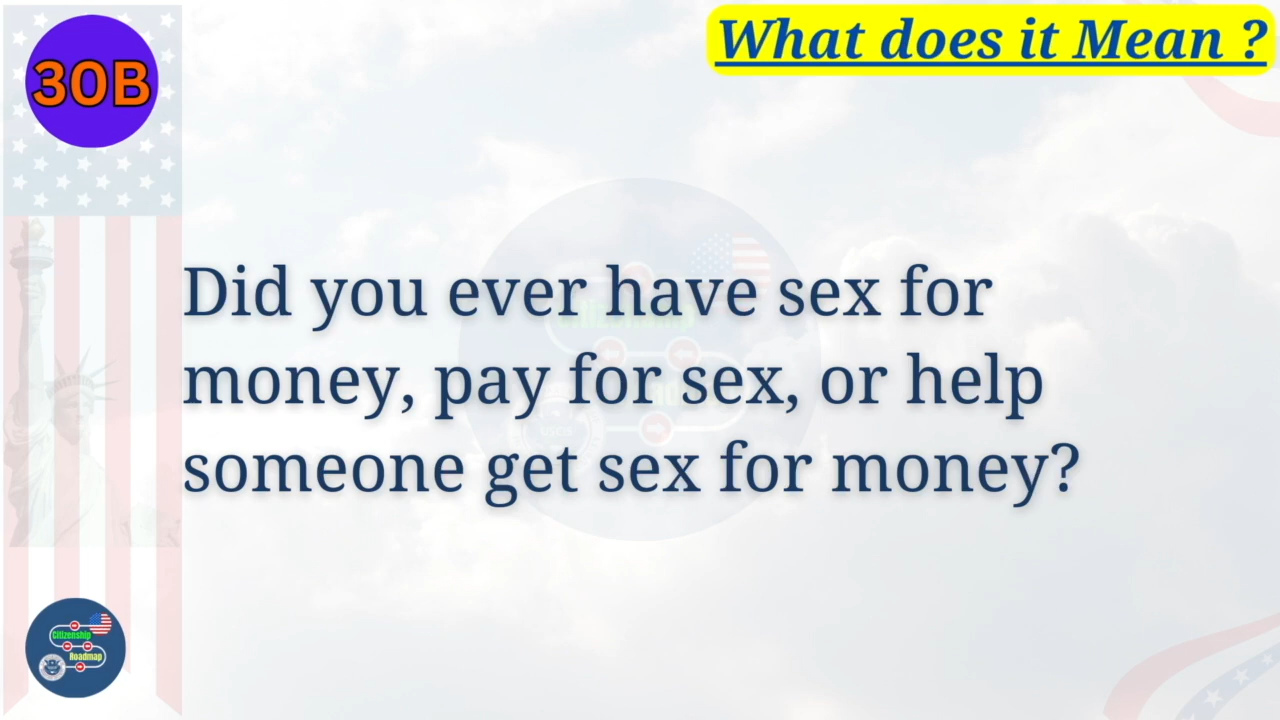 30B
What does it Mean ?
Did you ever have sex for
money, pay for sex, or help
someone get sex for money?
Citizenship
Roadmap